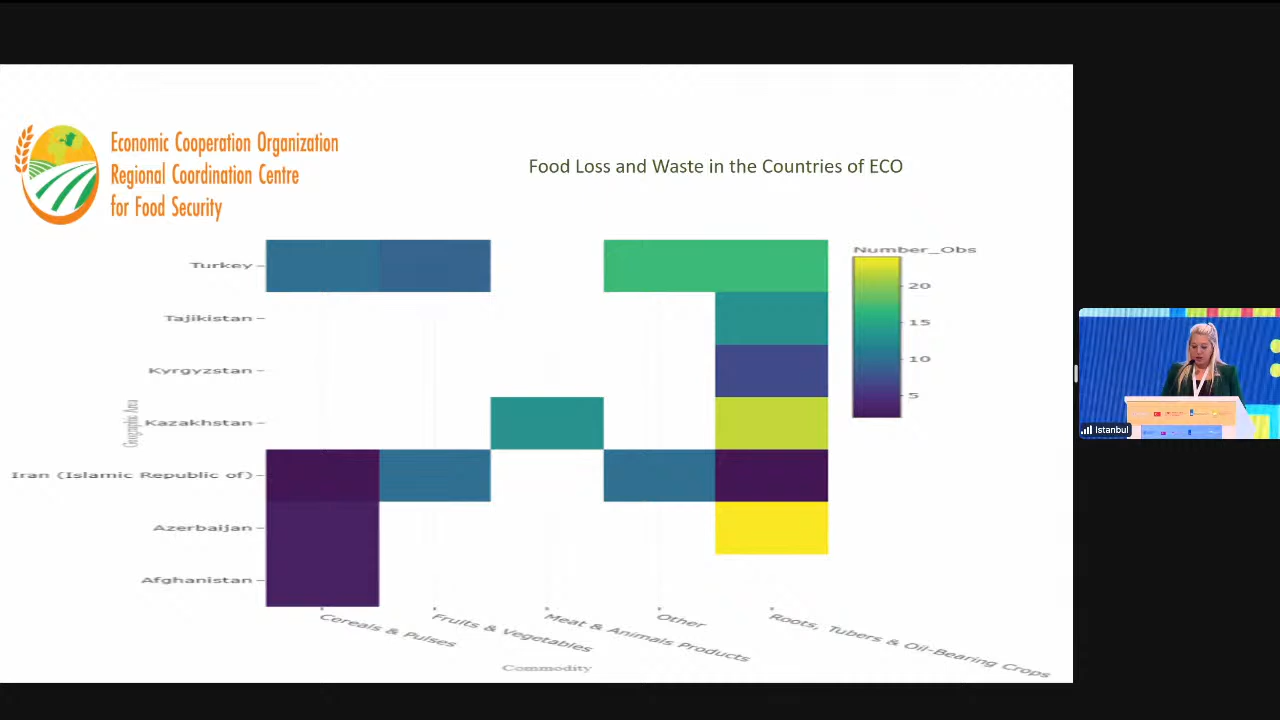 Economic Cooperation Organization
Regional Coordination Centre
for Food Security
Food Loss and Waste in the Countries of ECO
Number_Obs
20
15
10
5
Turkey
Tajikistan
Kyrgyzstan
Kazakhstan
Iran (Islamic Republic of)
Azerbaijan
Afghanistan
Geographic Area
Cereals & Pulses
Fruits & Vegetables
Meat & Animals Products
Other
Roots, Tubers & Oil-Bearing Crops
Commodity
Istanbul